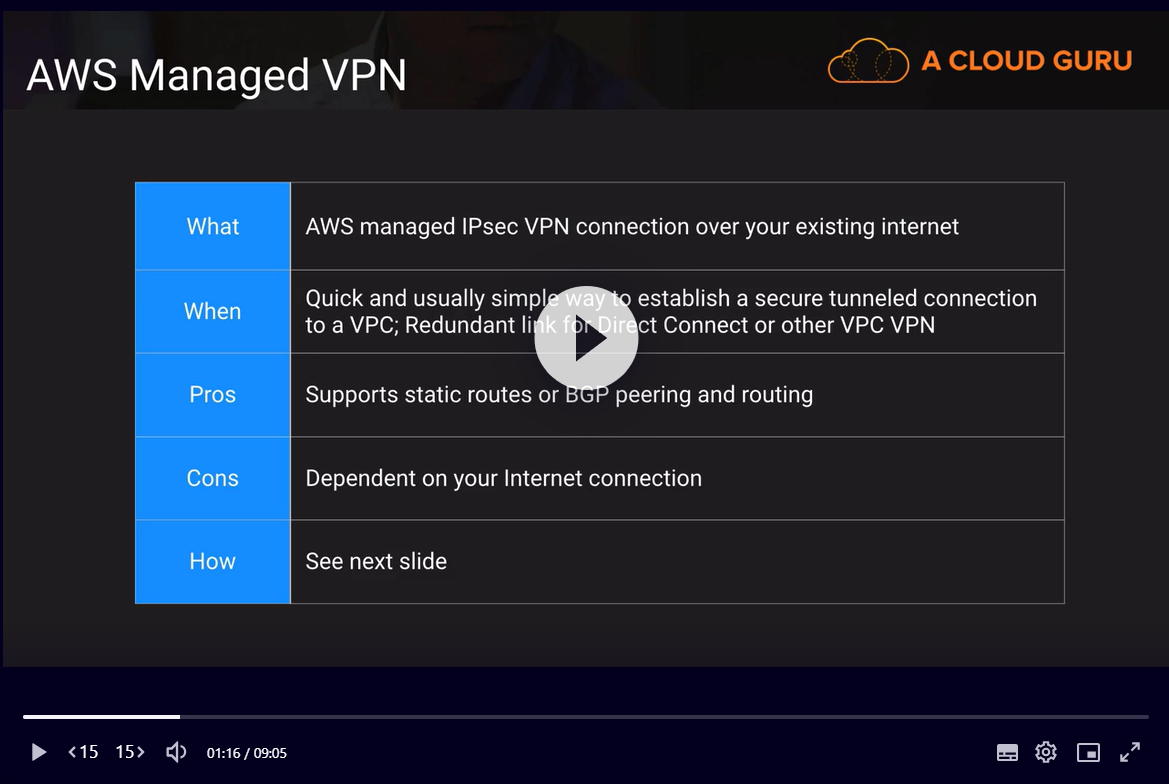 AWS Managed VPN
A CLOUD GURU
What
AWS managed IPsec VPN connection over your existing internet
When
Quick and usually simple way to establish a secure tunneled connection
to a VPC; Redundant link for Direct Connect or other VPC VPN
Pros
Supports static routes or BGP peering and routing
Cons
Dependent on your Internet connection
How
See next slide
<15 15> 01:16 / 09:05